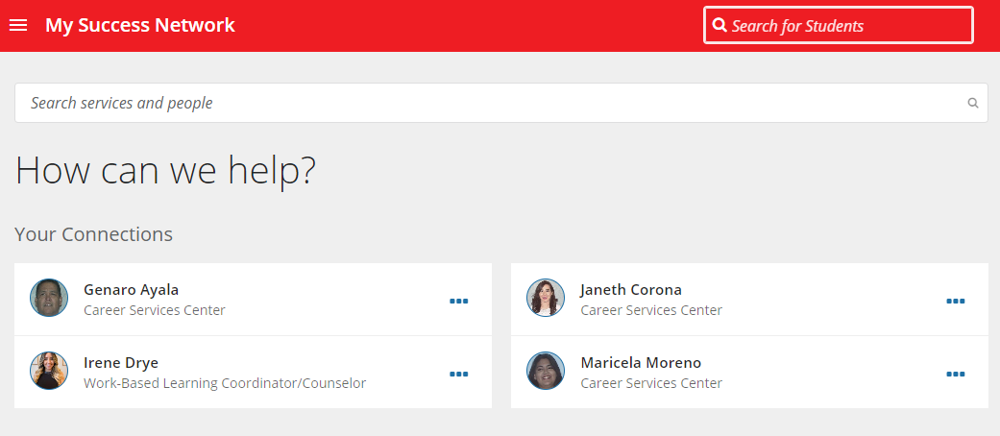 My Success Network
Search for Students
Search services and people
How can we help?
Your Connections
Genaro Ayala
Career Services Center
Janeth Corona
Career Services Center
Irene Drye
Work-Based Learning Coordinator/Counselor
Maricela Moreno
Career Services Center